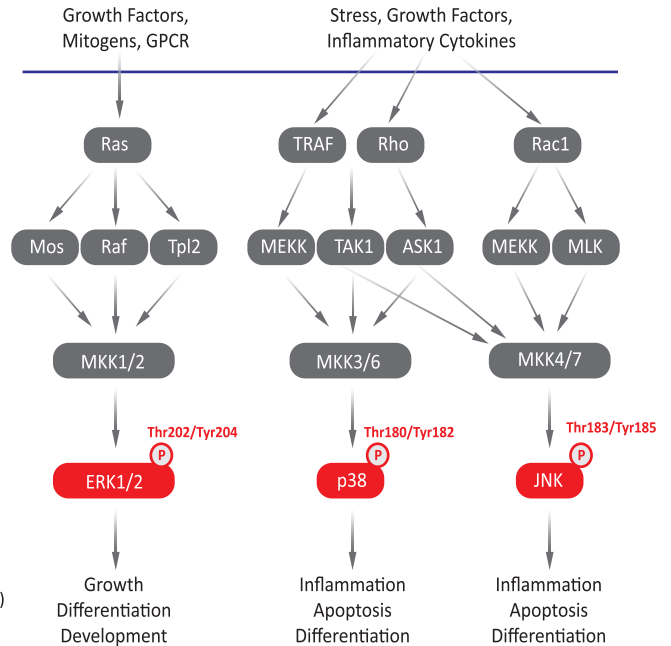 Growth Factors,
Mitogens, GPCR
Stress, Growth Factors,
Inflammatory Cytokines
Ras
TRAF
Rho
Rac1
Mos
Raf
Tpl2
MEKK
TAK1
ASK1
MEKK
MLK
MKK1/2
MKK3/6
MKK4/7
Thr202/Tyr204
P
Thr180/Tyr182
P
Thr183/Tyr185
P
ERK1/2
p38
JNK
Growth
Differentiation
Development
Inflammation
Apoptosis
Differentiation
Inflammation
Apoptosis
Differentiation
)